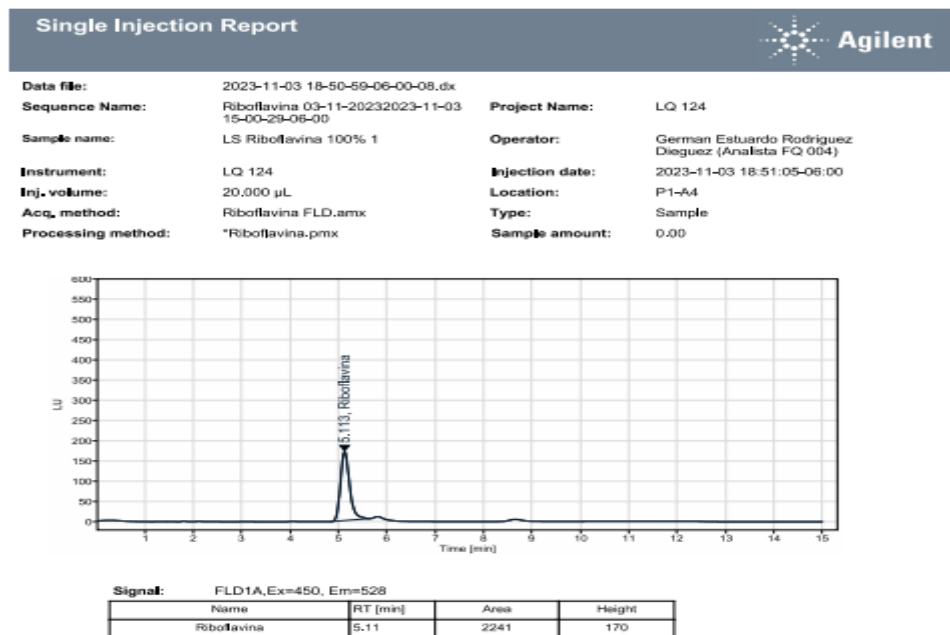 Single Injection Report
Agilent
Data file: 2023-11-03 18-50-59-06-00-08.dx
Sequence Name: Riboflavina 03-11-20232023-11-03 15-00-29-06-00 Project Name: LQ 124
Sample name: LS Riboflavina 100% 1 Operator: German Estuardo Rodriguez Dieguez (Analista FQ 004)
Instrument: LQ 124 Injection date: 2023-11-03 18:51:05-06:00
Inj. volume: 20.000 µL Location: P1-A4
Acq. method: Riboflavina FLD.amx Type: Sample
Processing method: *Riboflavina.pmx Sample amount: 0.00
600
550
500
450
400
350
300
250
200
150
100
50
0
LU
5.113, Riboflavina
1 2 3 4 5 6 7 8 9 10 11 12 13 14 15
Time [min]
Signal: FLD1A,Ex=450, Em=528
Name RT [min] Area Height
Riboflavina 5.11 2241 170